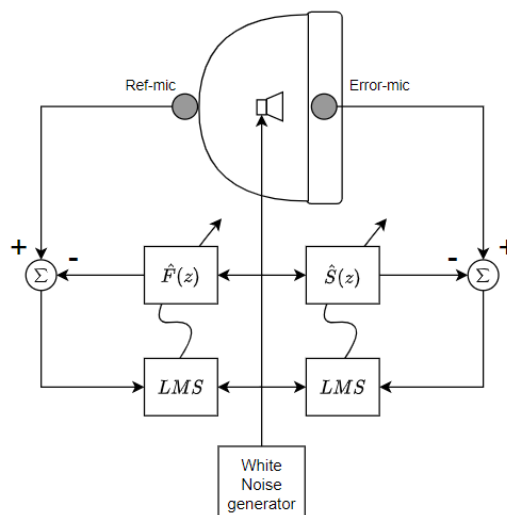 Ref-mic
Error-mic
+
+
-
-
Σ
F̂(z)
Ŝ(z)
Σ
LMS
LMS
White
Noise
generator